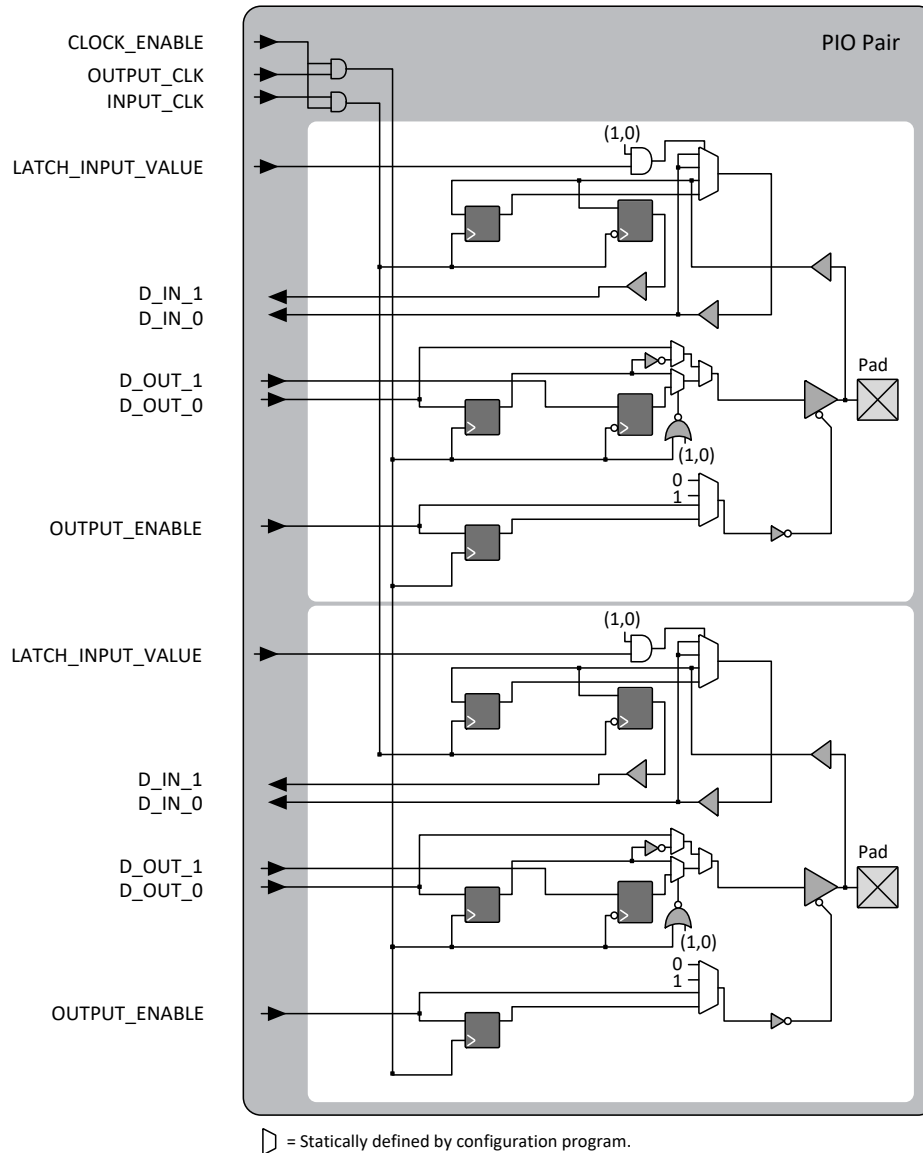 CLOCK_ENABLE
PIO Pair
OUTPUT_CLK
INPUT_CLK
(1,0)
LATCH_INPUT_VALUE
D_IN_1
D_IN_0
D_OUT_1
Pad
D_OUT_0
(1,0)
0
1
OUTPUT_ENABLE
(1,0)
LATCH_INPUT_VALUE
D_IN_1
D_IN_0
D_OUT_1
Pad
D_OUT_0
(1,0)
0
1
OUTPUT_ENABLE
= Statically defined by configuration program.